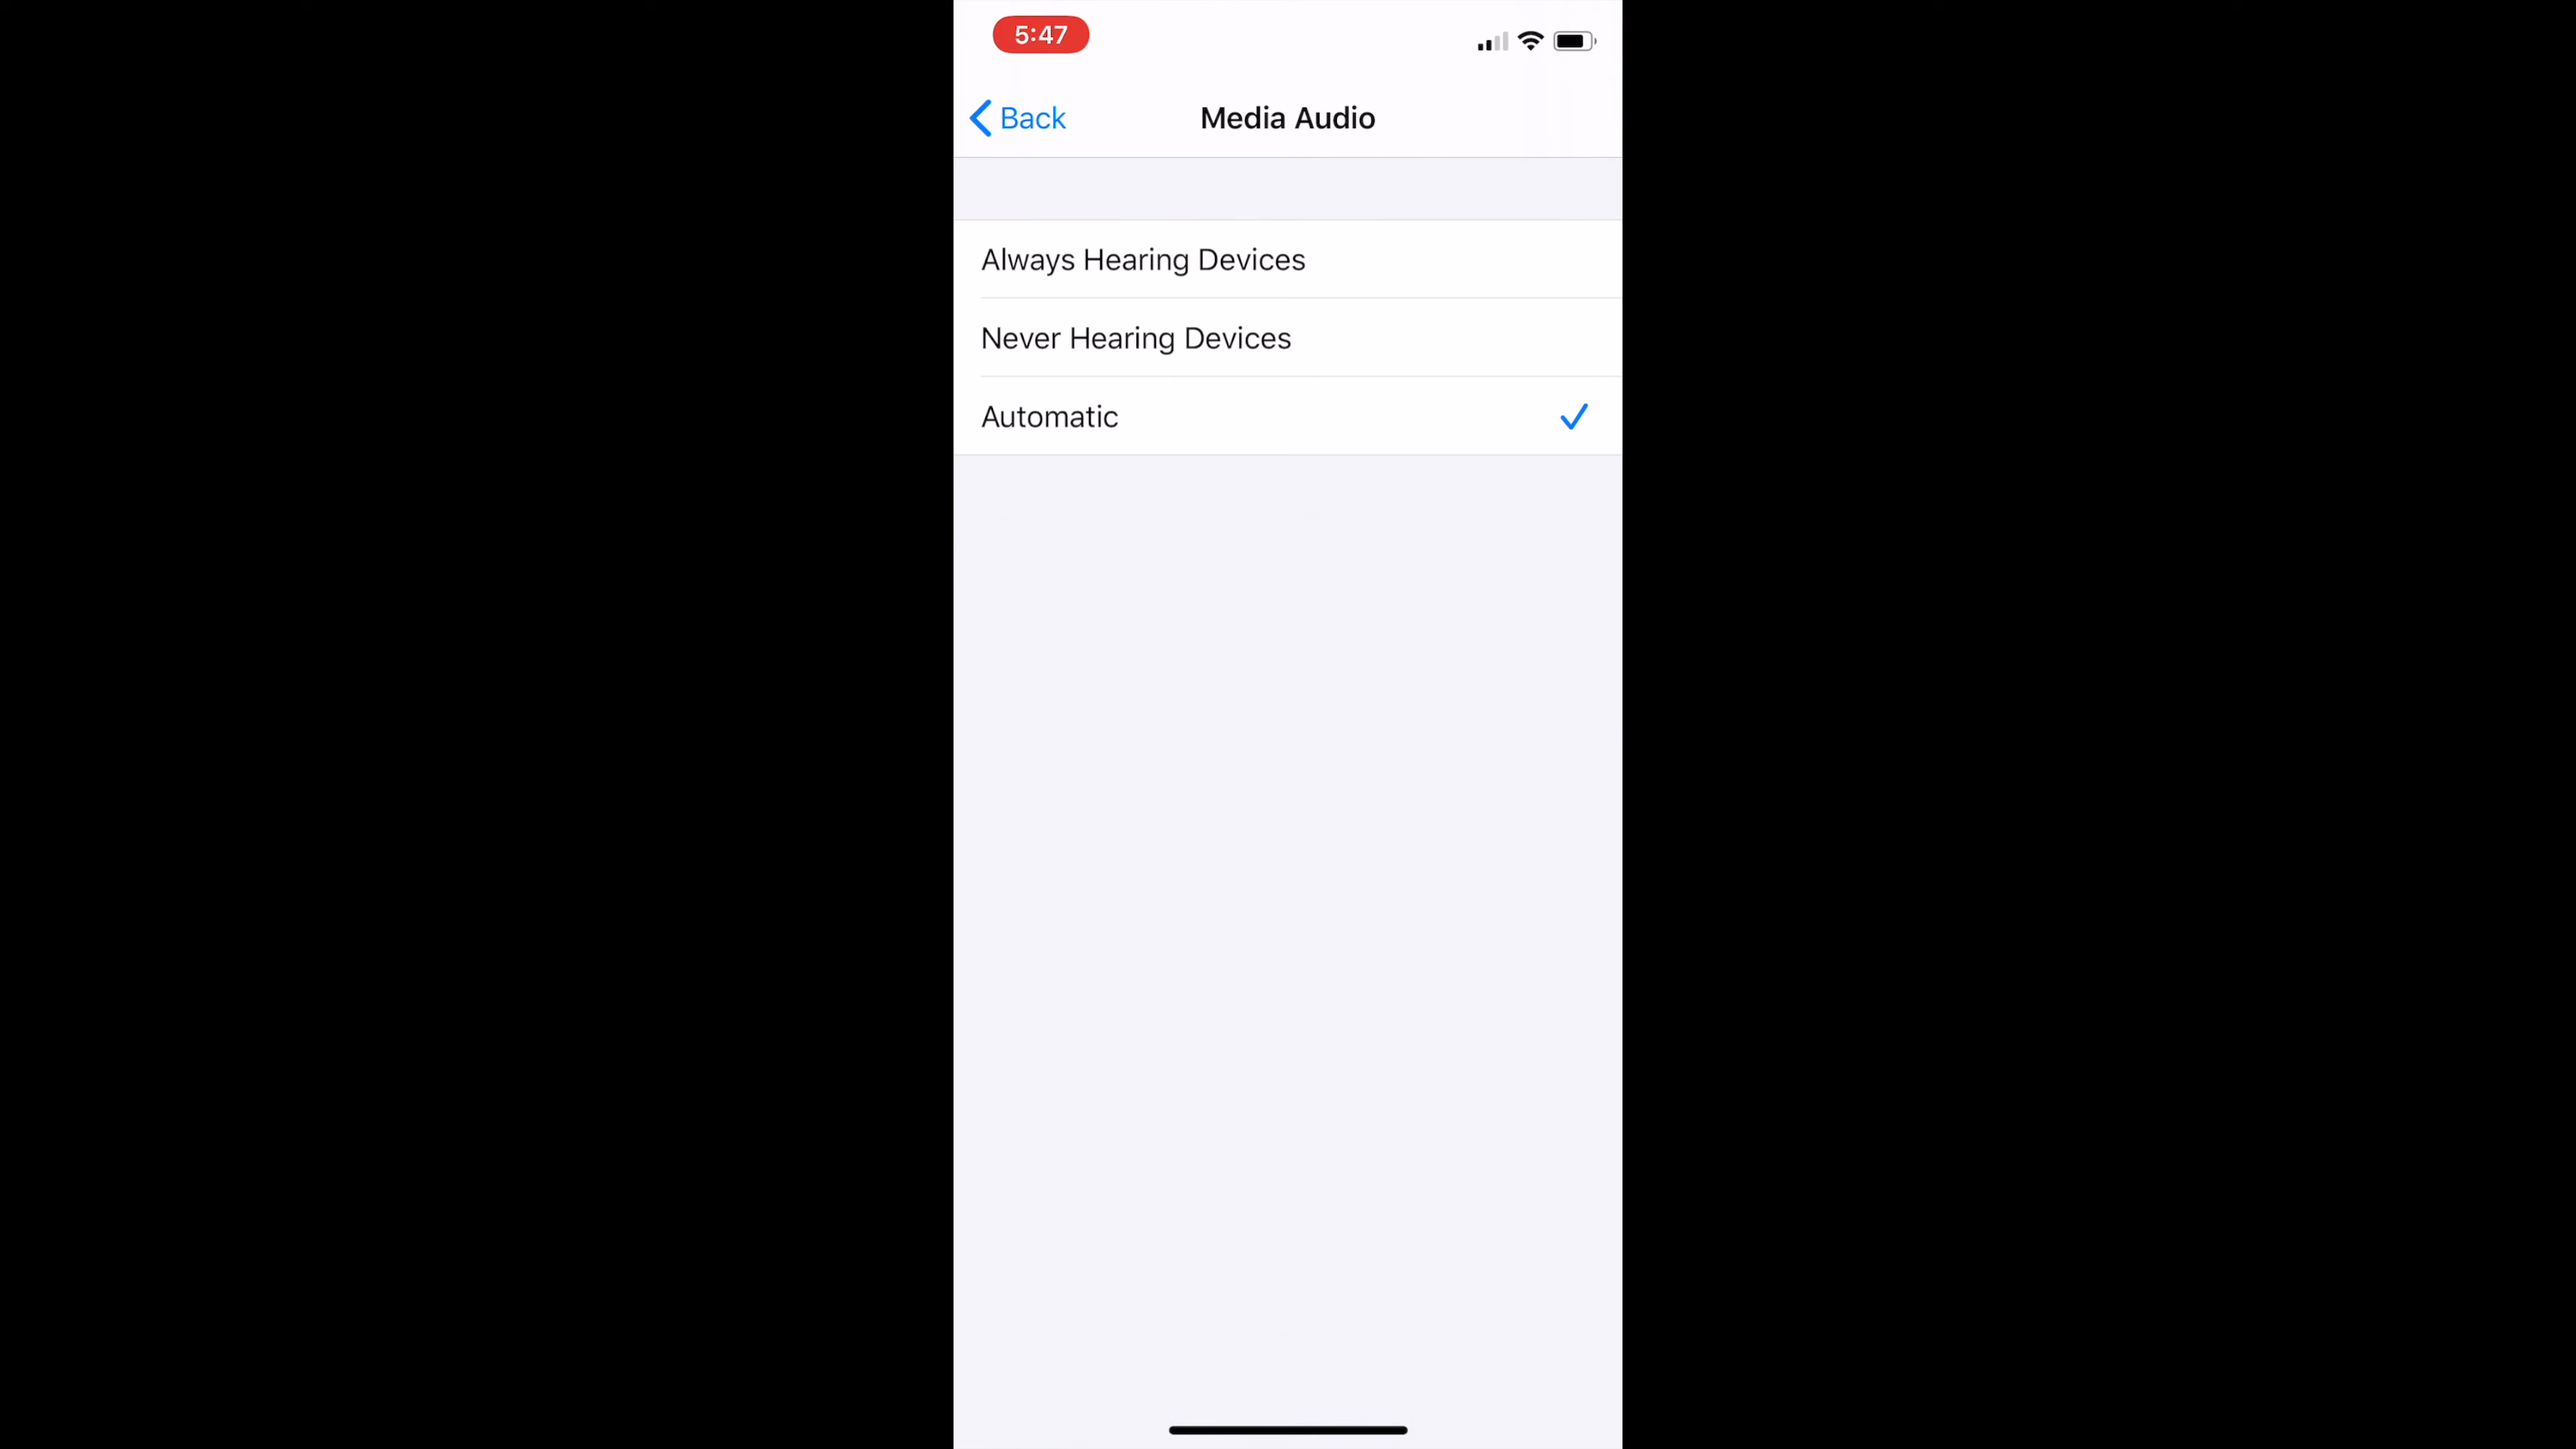 5:47
Back
Media Audio
Always Hearing Devices
Never Hearing Devices
Automatic